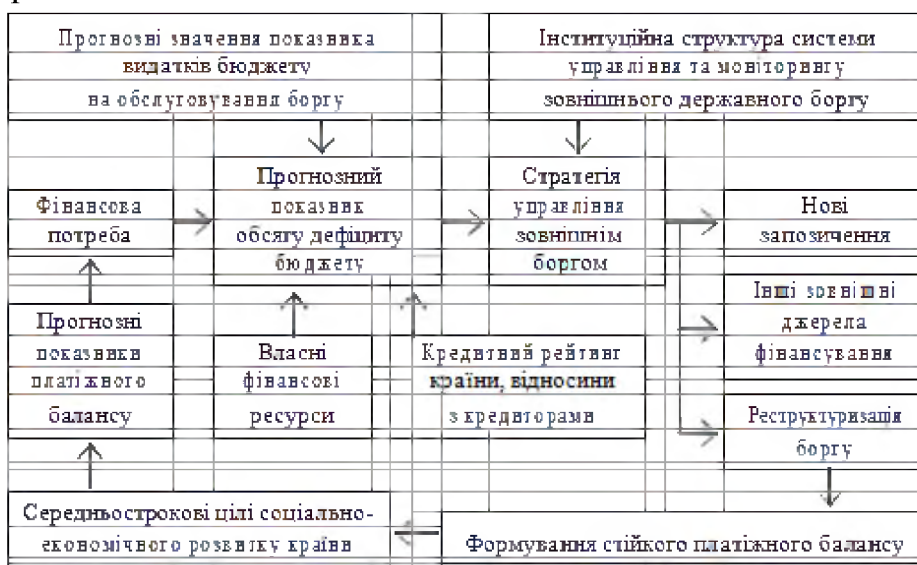 Прогнозні значення показника
видатків бюджету
на обслуговування боргу
Інституційна структура системи
управління та моніторингу
зовнішнього державного боргу
Фінансова
потреба
Прогнозний
показник
обсягу дефіциту
бюджету
Стратегія
управління
зовнішнім
боргом
Нові
запозичення
Інші зовнішні
джерела
фінансування
Прогнозні
показники
платіжного
балансу
Власні
фінансові
ресурси
Кредитний рейтинг
країни, відносини
з кредиторами
Реструктуризація
боргу
Середньострокові цілі соціально-
економічного розвитку країни
Формування стійкого платіжного балансу